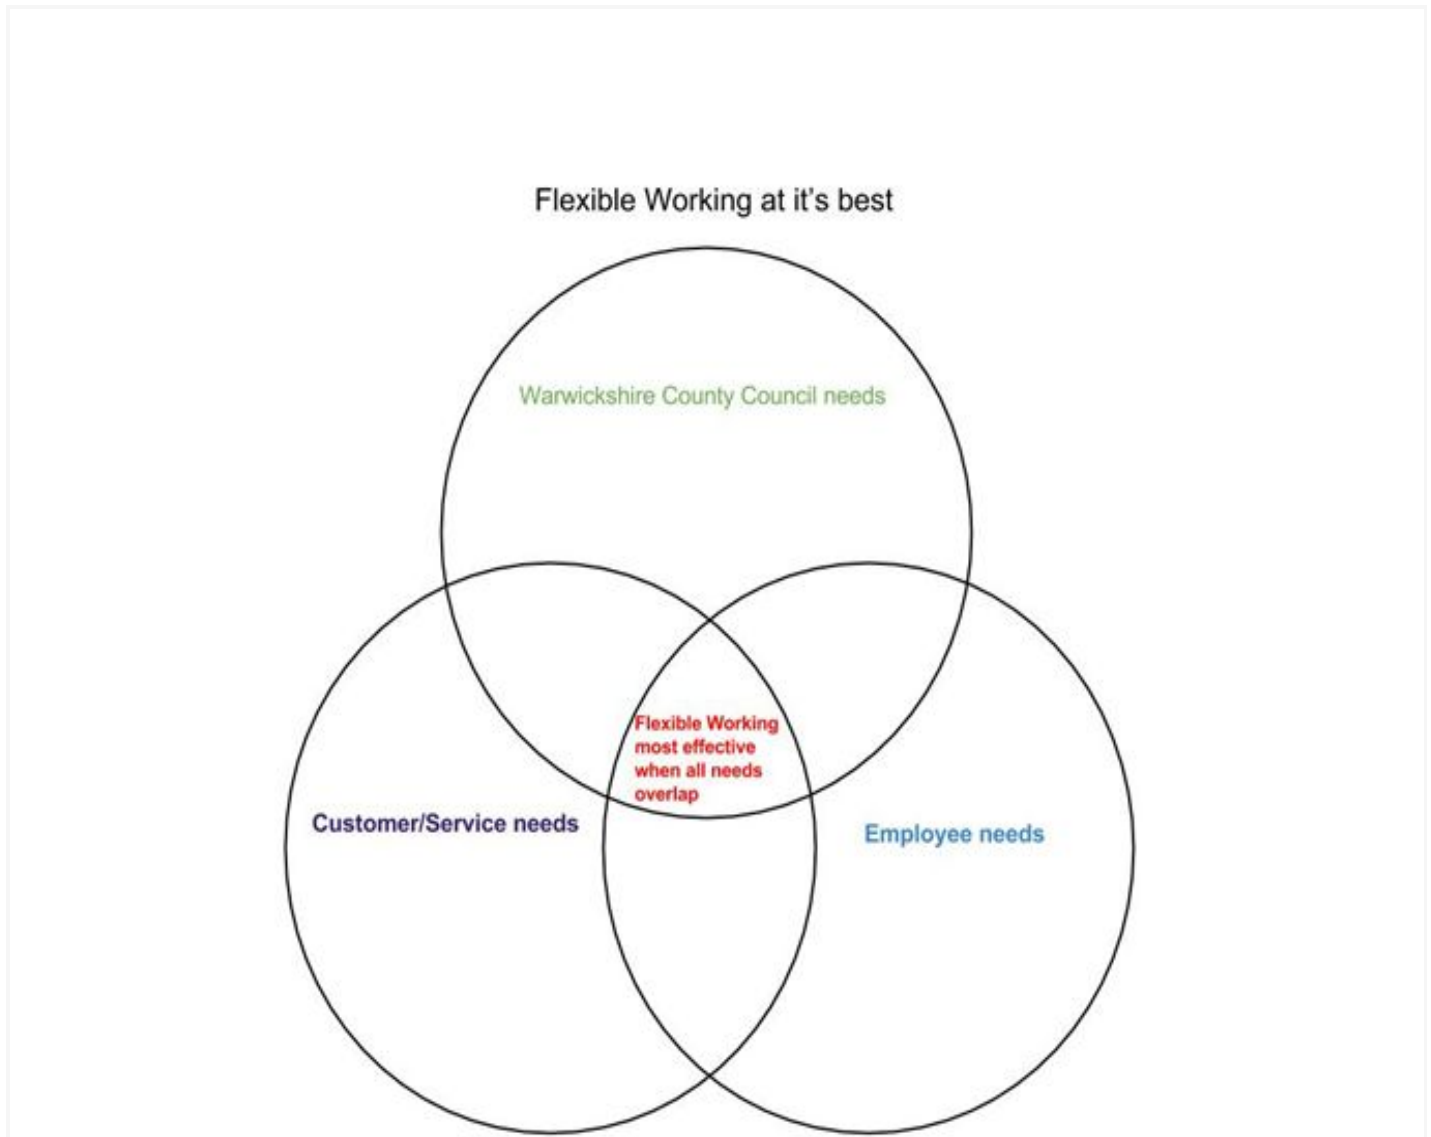 Flexible Working at it's best
Warwickshire County Council needs
Flexible Working
most effective
when all needs
overlap
Customer/Service needs
Employee needs